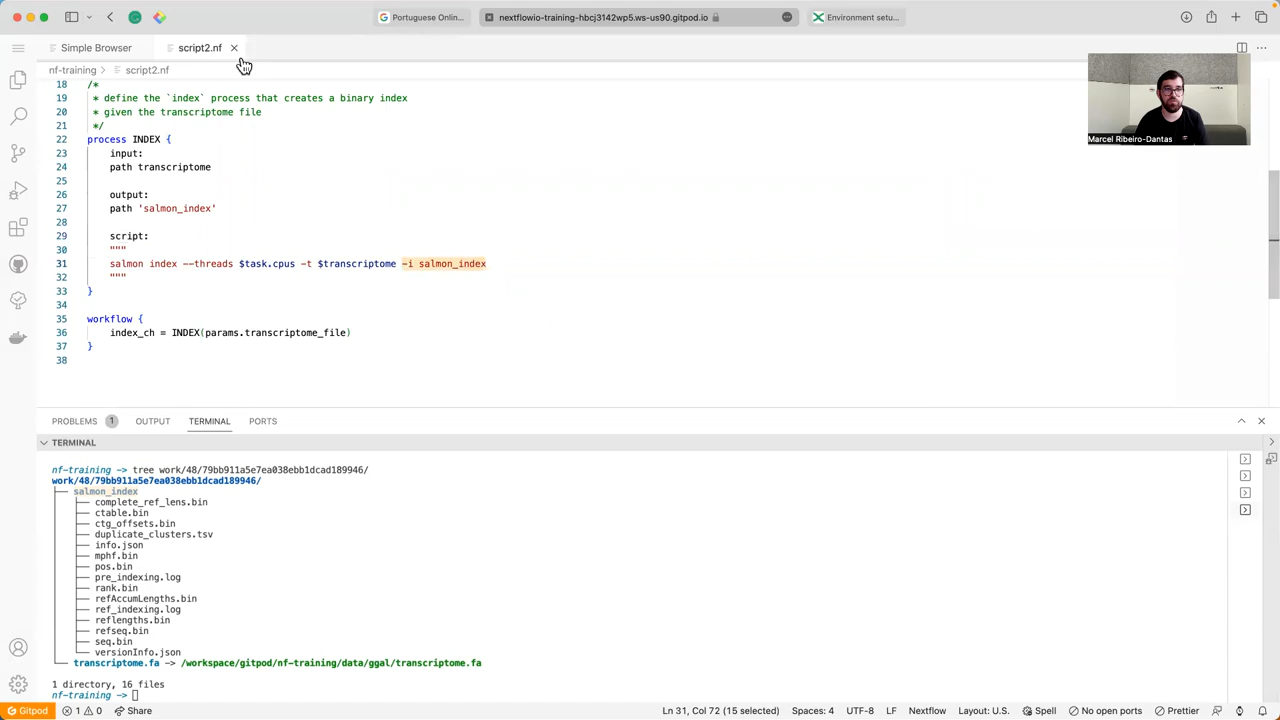 Portuguese Onlin...
nextflowio-training-hbcj3142wp5.ws-us90.gitpod.io
Environment setu...
Simple Browser
script2.nf
nf-training > script2.nf
18 /*
19 * define the `index` process that creates a binary index
20 * given the transcriptome file
21 */
22 process INDEX {
23 input:
24 path transcriptome
25
26 output:
27 path 'salmon_index'
28
29 script:
30 """
31 salmon index --threads $task.cpus -t $transcriptome -i salmon_index
32 """
33 }
34
35 workflow {
36 index_ch = INDEX(params.transcriptome_file)
37 }
38
Marcel Ribeiro-Dantas
PROBLEMS 1 OUTPUT TERMINAL PORTS
TERMINAL
nf-training -> tree work/48/79bb911a5e7ea038ebb1dcad189946/
work/48/79bb911a5e7ea038ebb1dcad189946/
├── salmon_index
│   ├── complete_ref_lens.bin
│   ├── ctable.bin
│   ├── ctg_offsets.bin
│   ├── duplicate_clusters.tsv
│   ├── info.json
│   ├── mphf.bin
│   ├── pos.bin
│   ├── pre_indexing.log
│   ├── rank.bin
│   ├── refAccumLengths.bin
│   ├── ref_indexing.log
│   ├── reflengths.bin
│   ├── refseq.bin
│   ├── seq.bin
│   └── versionInfo.json
└── transcriptome.fa -> /workspace/gitpod/nf-training/data/ggal/transcriptome.fa
1 directory, 16 files
nf-training ->
Gitpod 1 0 Share Ln 31, Col 72 (15 selected) Spaces: 4 UTF-8 LF Nextflow Layout: U.S. Spell No open ports Prettier